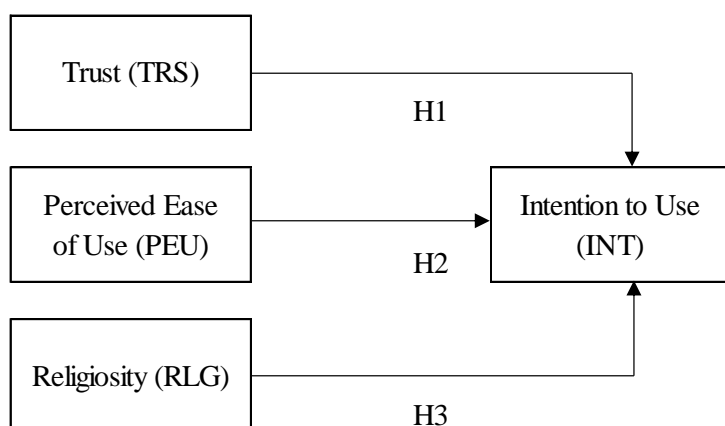 Trust (TRS)
H1
Perceived Ease
of Use (PEU)
Intention to Use
(INT)
H2
Religiosity (RLG)
H3